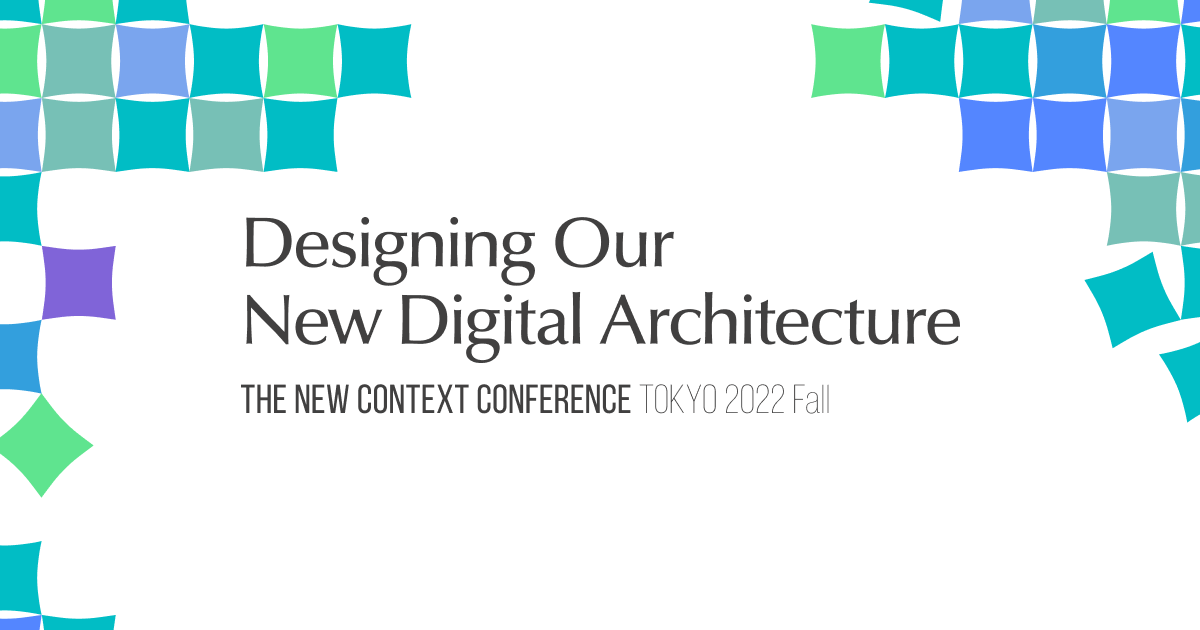 Designing Our
New Digital Architecture
THE NEW CONTEXT CONFERENCE TOKYO 2022 Fall